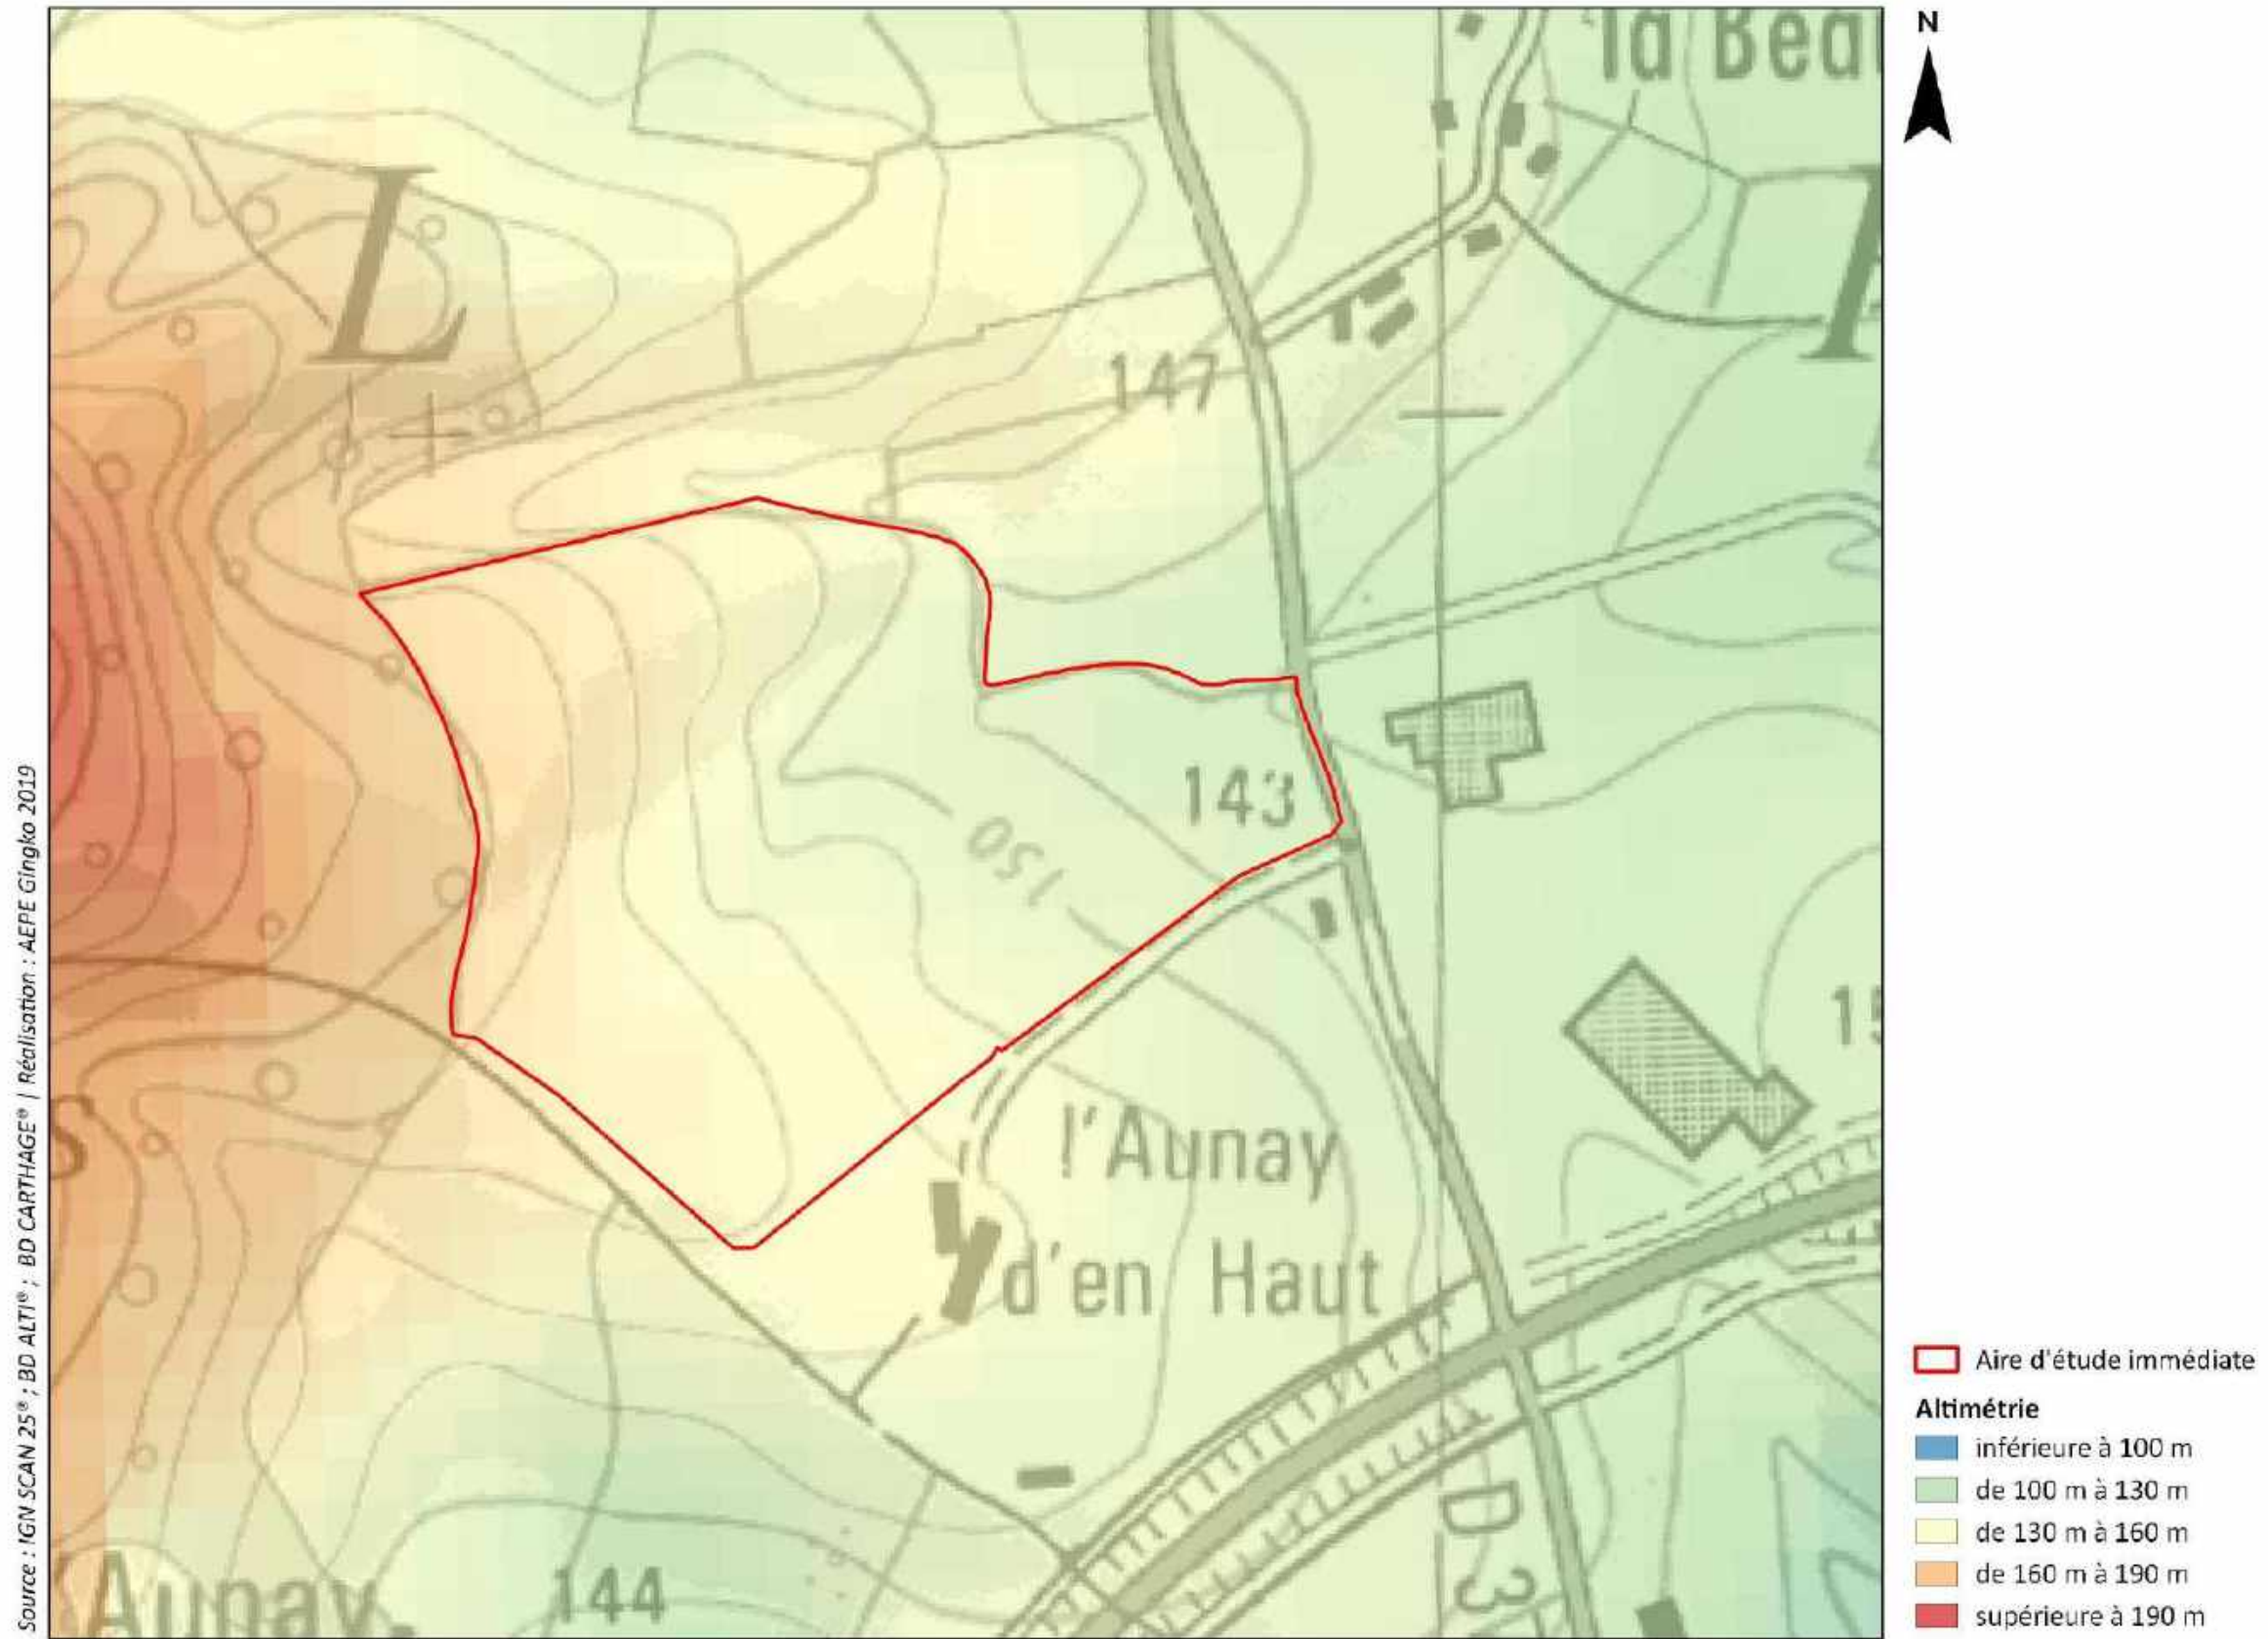 N
la Beau
L
147
143
150
l'Aunay
d'en Haut
15
S
Aunay
144
D 3
Source : IGN SCAN 25® ; BD ALTI® ; BD CARTHAGE® | Réalisation : AEPE Gingko 2019
Aire d'étude immédiate
Altimétrie
inférieure à 100 m
de 100 m à 130 m
de 130 m à 160 m
de 160 m à 190 m
supérieure à 190 m